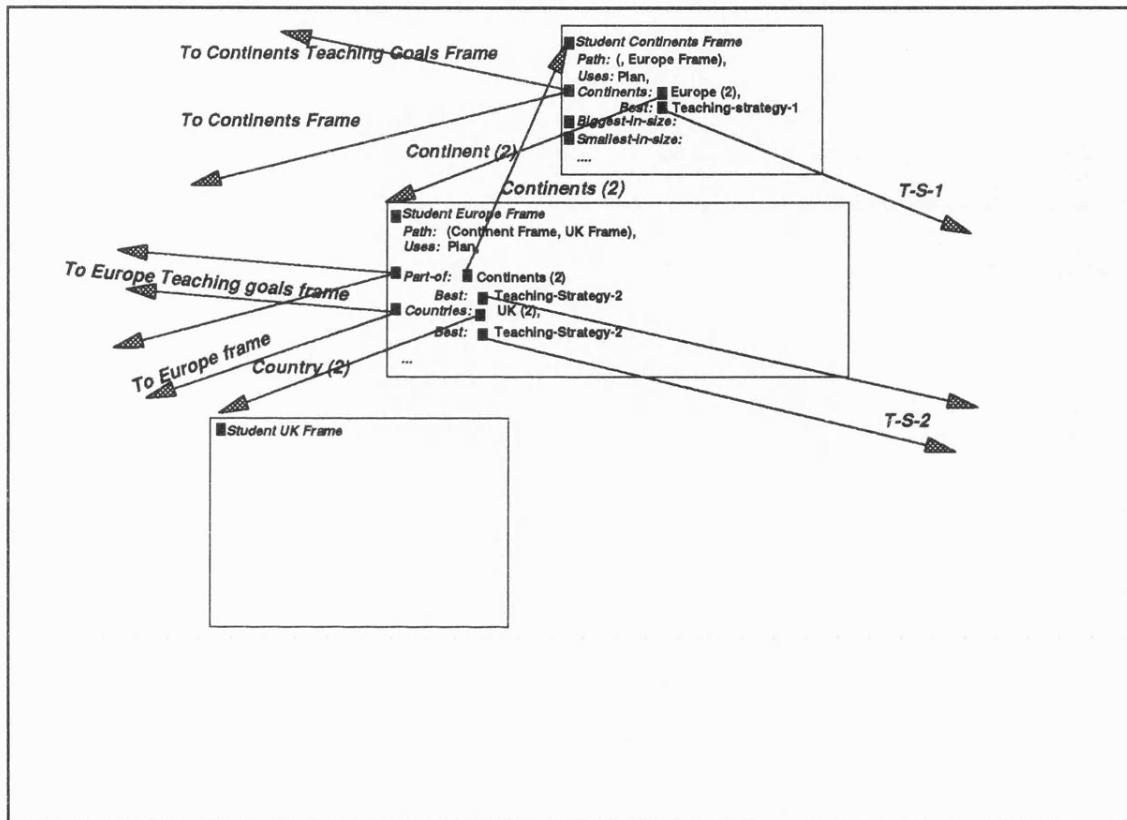 To Continents Teaching Goals Frame
To Continents Frame
Student Continents Frame
Path: (, Europe Frame),
Uses: Plan,
Continents: Europe (2),
Best: Teaching-strategy-1
Biggest-in-size:
Smallest-in-size:
....
Continent (2)
Continents (2)
T-S-1
Student Europe Frame
Path: (Continent Frame, UK Frame),
Uses: Plan,
Part-of: Continents (2)
Best: Teaching-Strategy-2
Countries: UK (2),
Best: Teaching-Strategy-2
...
To Europe Teaching goals frame
To Europe frame
Country (2)
T-S-2
Student UK Frame